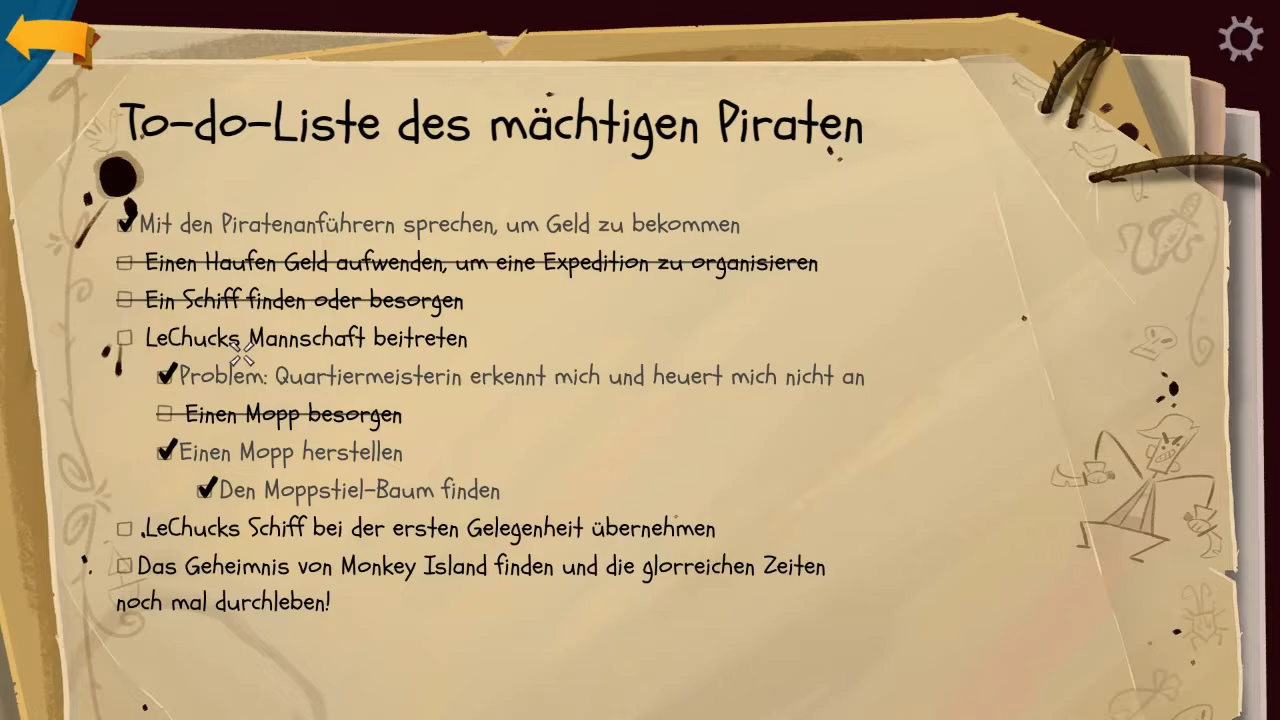 To-do-Liste des mächtigen Piraten
Mit den Piratenanführern sprechen, um Geld zu bekommen
Einen Haufen Geld aufwenden, um eine Expedition zu organisieren
Ein Schiff finden oder besorgen
LeChucks Mannschaft beitreten
Problem: Quartiermeisterin erkennt mich und heuert mich nicht an
Einen Mopp besorgen
Einen Mopp herstellen
Den Moppstiel-Baum finden
LeChucks Schiff bei der ersten Gelegenheit übernehmen
Das Geheimnis von Monkey Island finden und die glorreichen Zeiten
noch mal durchleben!